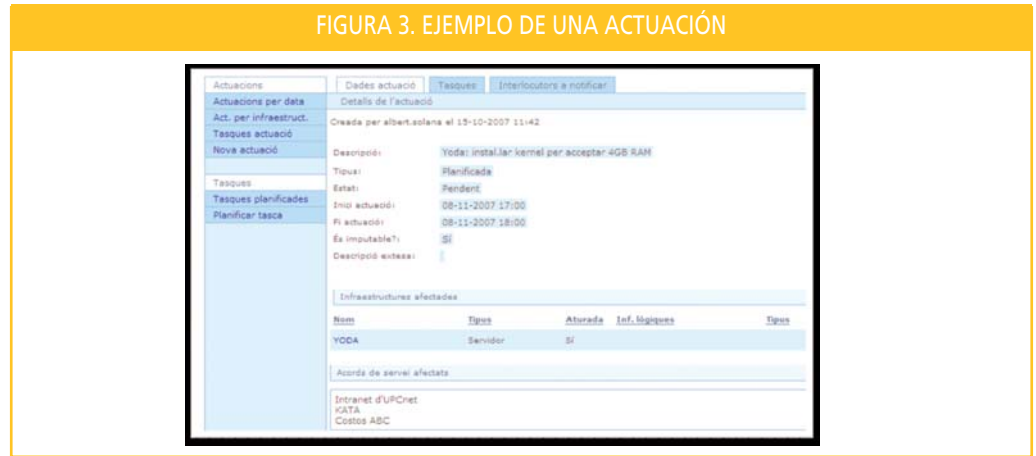 FIGURA 3. EJEMPLO DE UNA ACTUACIÓN
Actuacions
Actuacions per data
Act. per infraestruct.
Tasques actuació
Nova actuació
Tasques
Tasques planificades
Planificar tasca
Dades actuació Tasques Interlocutors a notificar
Detalls de l'actuació
Creada per albert.solana el 15-10-2007 11:42
Descripció: Yoda: instal.lar kernel per acceptar 4GB RAM
Tipus: Planificada
Estat: Pendent
Inici actuació: 08-11-2007 17:00
Fi actuació: 08-11-2007 18:00
És imputable?: Sí
Descripció extesa:
Infraestructures afectades
Nom Tipus Aturada Inf. lògiques Tipus
YODA Servidor Sí
Acords de servei afectats
Intranet d'UPCnet
KATA
Costos ABC